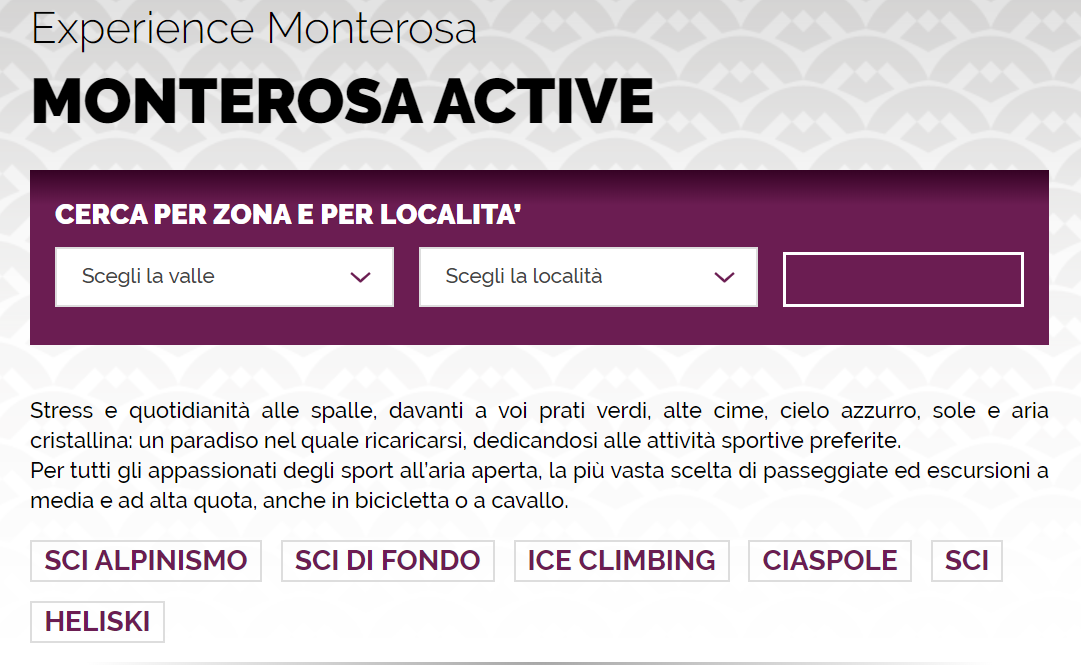 Experience Monterosa
MONTEROSA ACTIVE
CERCA PER ZONA E PER LOCALITA'
Scegli la valle
Scegli la località
Stress e quotidianità alle spalle, davanti a voi prati verdi, alte cime, cielo azzurro, sole e aria
cristallina: un paradiso nel quale ricaricarsi, dedicandosi alle attività sportive preferite.
Per tutti gli appassionati degli sport all'aria aperta, la più vasta scelta di passeggiate ed escursioni a
media e ad alta quota, anche in bicicletta o a cavallo.
SCI ALPINISMO
SCI DI FONDO
ICE CLIMBING
CIASPOLE
SCI
HELISKI